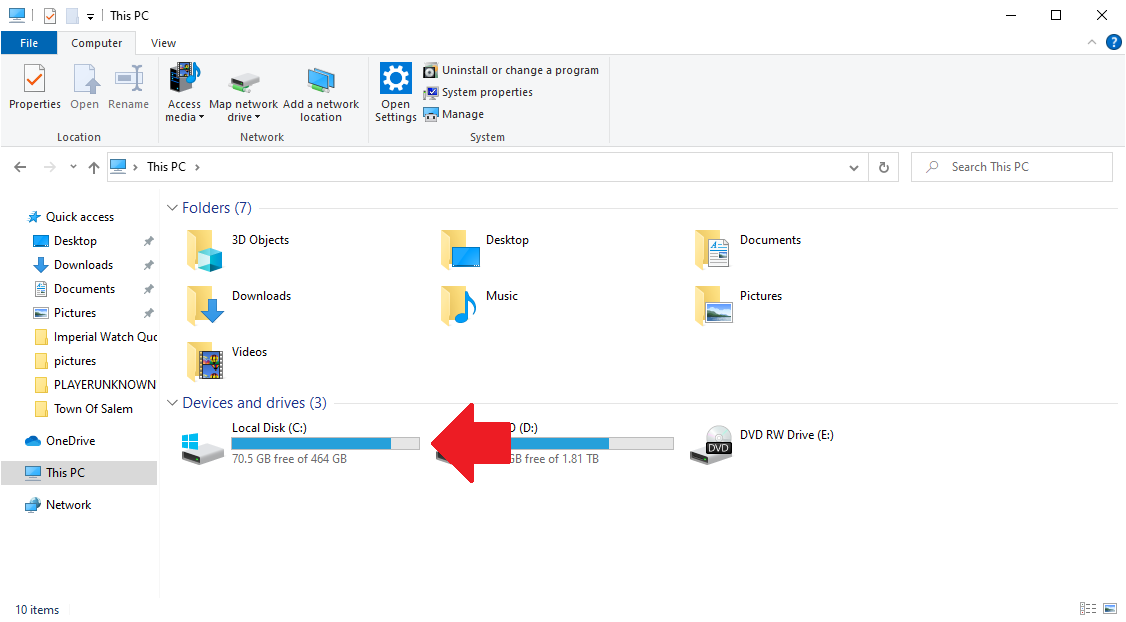 This PC
File Computer View
Properties Open Rename
Location
Access media Map network drive Add a network location
Network
Open Settings
Uninstall or change a program
System properties
Manage
System
This PC
Search This PC
Quick access
Desktop
Downloads
Documents
Pictures
Imperial Watch Quo
pictures
PLAYERUNKNOWN
Town Of Salem
OneDrive
This PC
Network
Folders (7)
3D Objects
Desktop
Documents
Downloads
Music
Pictures
Videos
Devices and drives (3)
Local Disk (C:)
70.5 GB free of 464 GB
(D:)
GB free of 1.81 TB
DVD RW Drive (E:)
DVD
10 items